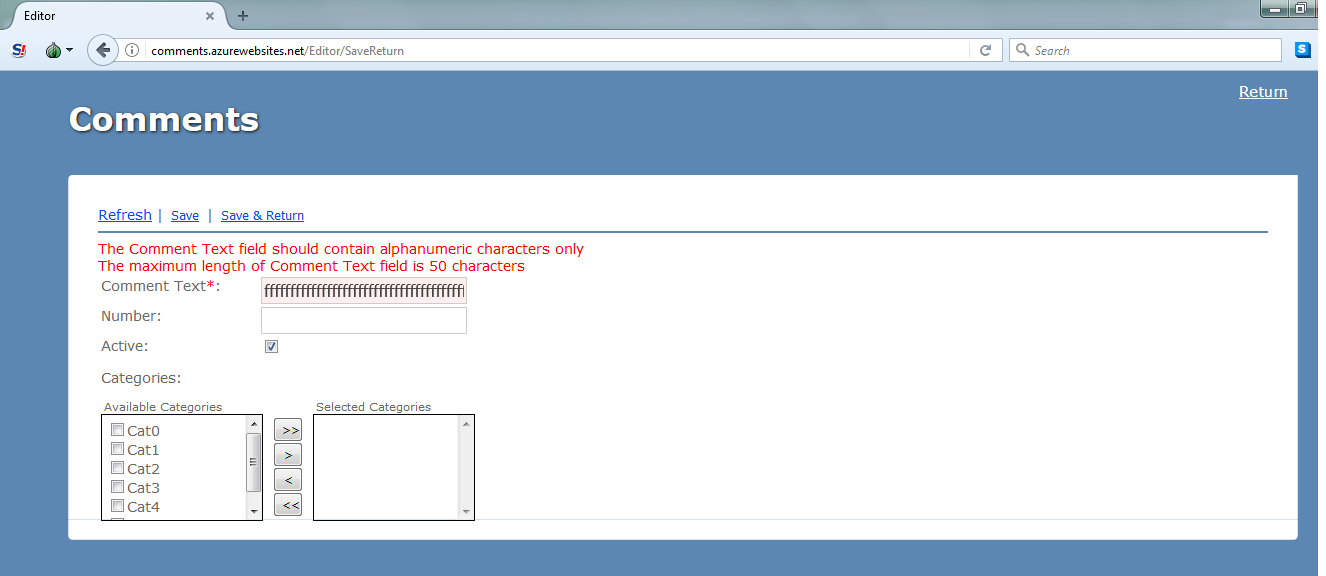 Editor
comments.azurewebsites.net/Editor/SaveReturn
Search
Return
Comments
Refresh | Save | Save & Return
The Comment Text field should contain alphanumeric characters only
The maximum length of Comment Text field is 50 characters
Comment Text*: ffffffffffffffffffffffffffffffffffffffff
Number:
Active:
Categories:
Available Categories Selected Categories
Cat0 >>
Cat1 >
Cat2
Cat3 <
Cat4 <<